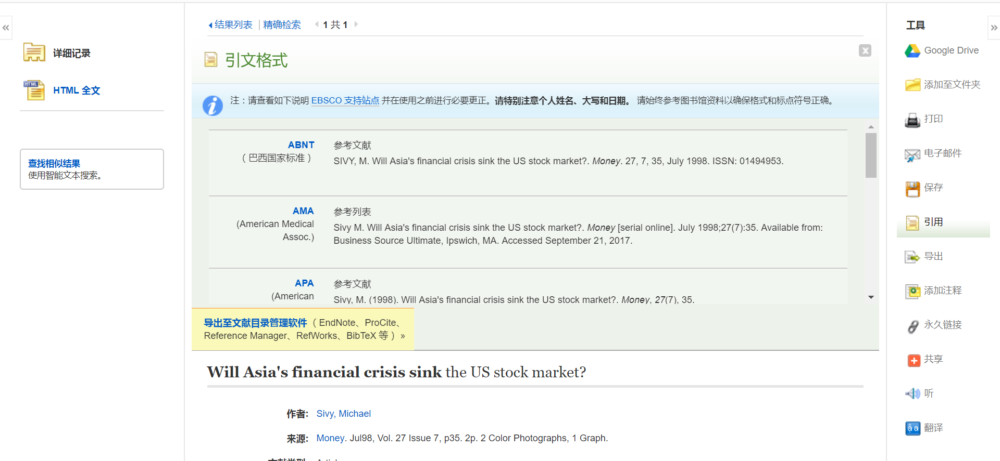 «
详细记录
HTML 全文
查找相似结果
使用智能文本搜索。
结果列表 | 精确检索 1 共 1
引文格式
注：请查看如下说明 EBSCO 支持站点 并在使用之前进行必要更正。请特别注意个人姓名、大写和日期。 请始终参考图书馆资料以确保格式和标点符号正确。
ABNT
（ 巴西国家标准 ）
参考文献
SIVY, M. Will Asia's financial crisis sink the US stock market?. Money. 27, 7, 35, July 1998. ISSN: 01494953.
AMA
(American Medical
Assoc.)
参考列表
Sivy M. Will Asia's financial crisis sink the US stock market?. Money [serial online]. July 1998;27(7):35. Available from:
Business Source Ultimate, Ipswich, MA. Accessed September 21, 2017.
APA
(American
参考文献
Sivy, M. (1998). Will Asia's financial crisis sink the US stock market?. Money, 27(7), 35.
导出至文献目录管理软件（ EndNote、ProCite、
Reference Manager、RefWorks、BibTeX 等 ）»
Will Asia's financial crisis sink the US stock market?
作者: Sivy, Michael
来源: Money. Jul98, Vol. 27 Issue 7, p35. 2p. 2 Color Photographs, 1 Graph.
工具
»
Google Drive
添加至文件夹
打印
电子邮件
保存
引用
导出
添加注释
永久链接
共享
听
翻译